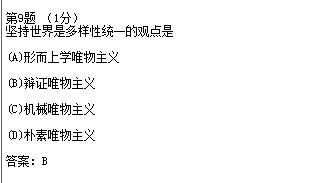 第9题 （1分）
坚持世界是多样性统一的观点是
(A)形而上学唯物主义
(B)辩证唯物主义
(C)机械唯物主义
(D)朴素唯物主义
答案：B